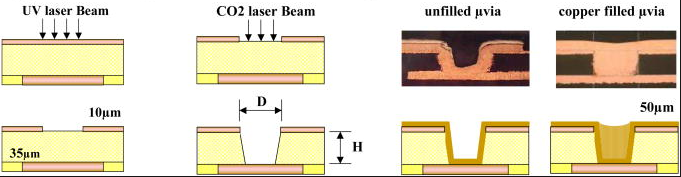 UV laser Beam
CO2 laser Beam
unfilled µvia
copper filled µvia
10µm
D
50µm
H
35µm